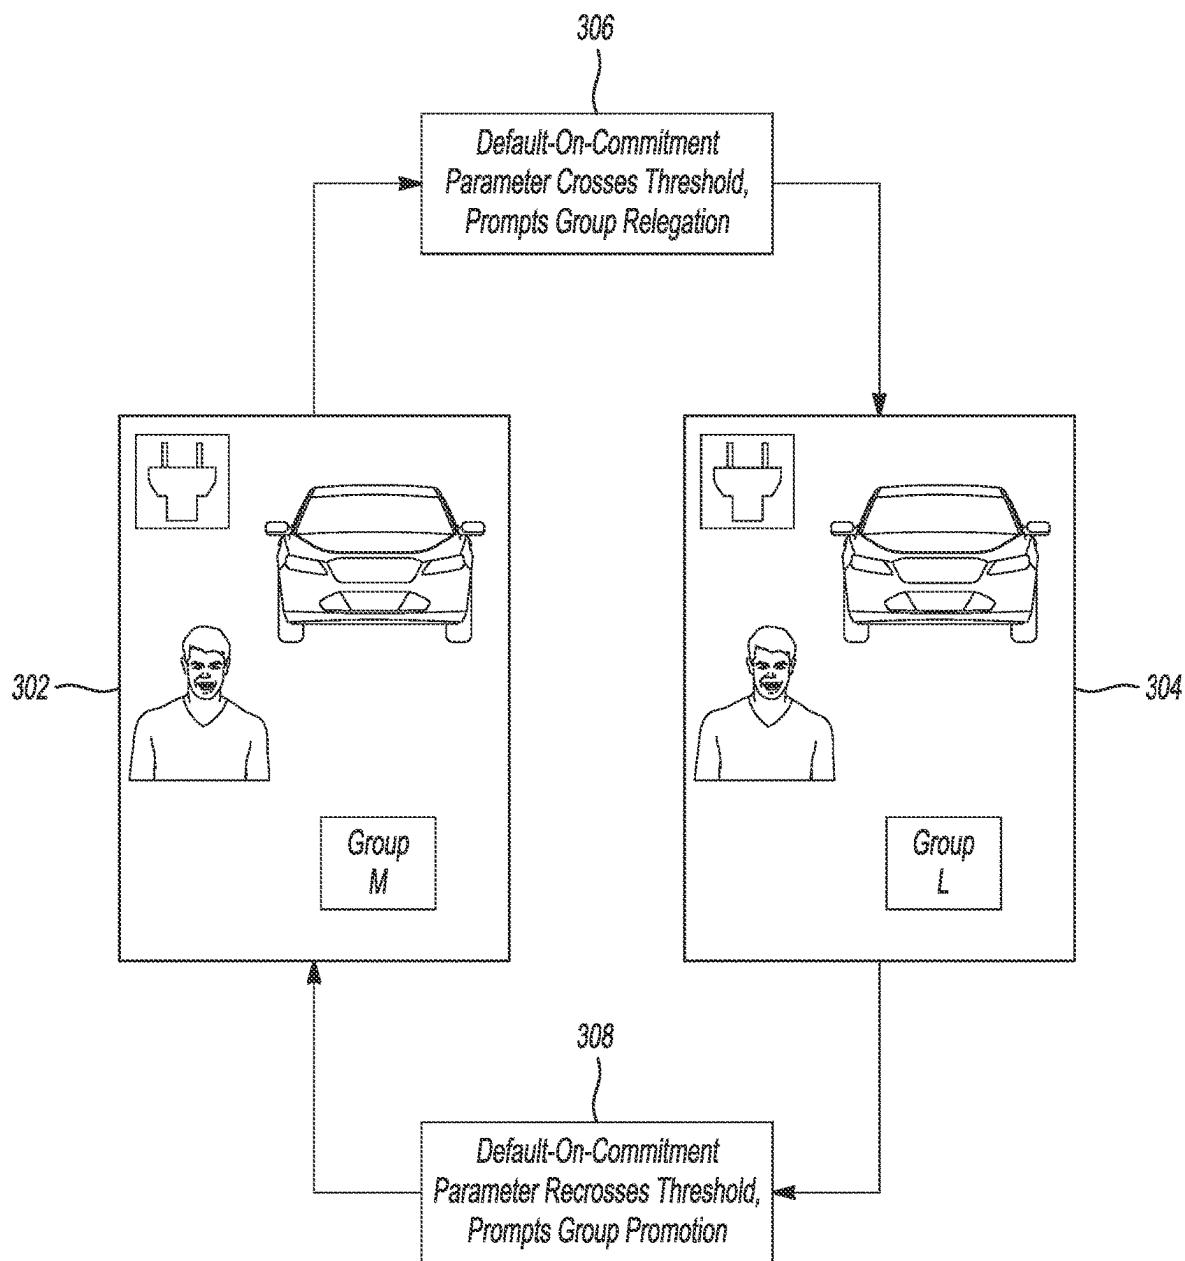 306
Default-On-Commitment
Parameter Crosses Threshold,
Prompts Group Relegation
302
304
Group
M
Group
L
308
Default-On-Commitment
Parameter Recrosses Threshold,
Prompts Group Promotion